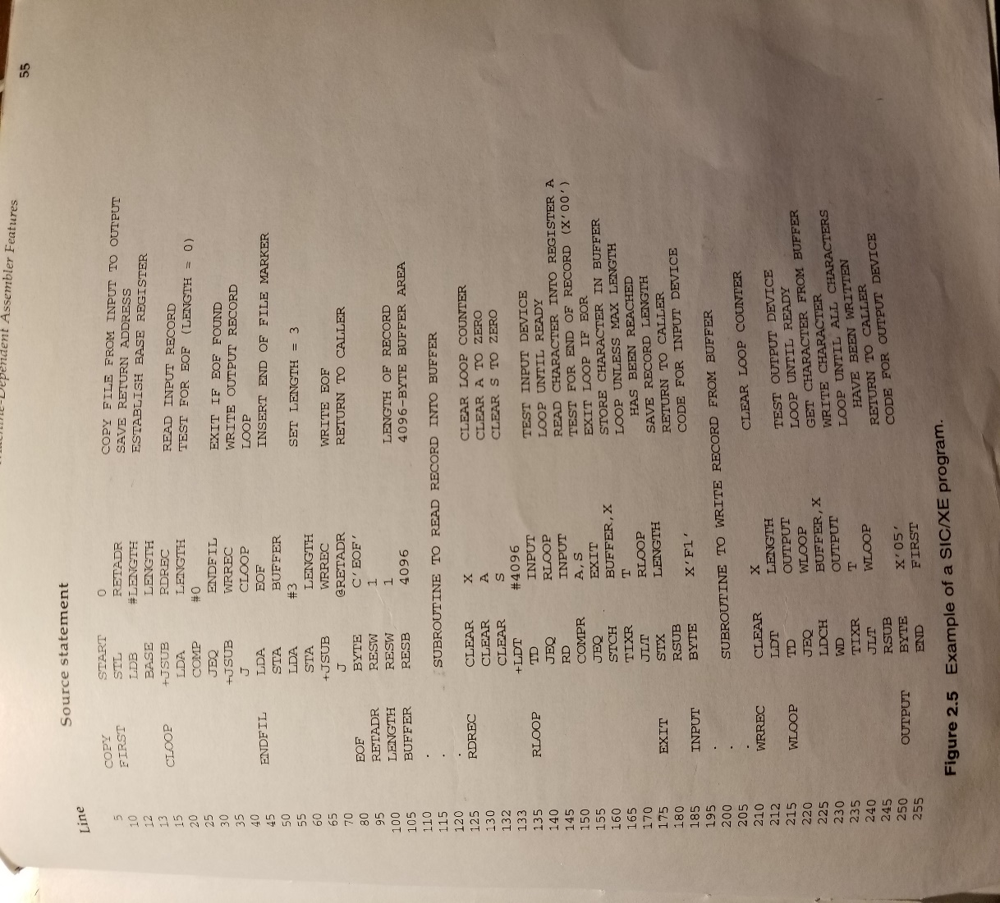 -Dependent Assembler Features 55
Line Source statement
5 COPY START 0 COPY FILE FROM INPUT TO OUTPUT
10 FIRST STL RETADR SAVE RETURN ADDRESS
12 LDB #LENGTH ESTABLISH BASE REGISTER
13 BASE LENGTH
15 CLOOP +JSUB RDREC READ INPUT RECORD
20 LDA LENGTH TEST FOR EOF (LENGTH = 0)
25 COMP #0
30 JEQ ENDFIL EXIT IF EOF FOUND
35 +JSUB WRREC WRITE OUTPUT RECORD
40 J CLOOP LOOP
45 ENDFIL LDA EOF INSERT END OF FILE MARKER
50 STA BUFFER
55 LDA #3 SET LENGTH = 3
60 STA LENGTH
65 +JSUB WRREC WRITE EOF
70 J @RETADR RETURN TO CALLER
80 EOF BYTE C'EOF'
95 RETADR RESW 1
100 LENGTH RESW 1 LENGTH OF RECORD
105 BUFFER RESB 4096 4096-BYTE BUFFER AREA
110 .
115 . SUBROUTINE TO READ RECORD INTO BUFFER
120 .
125 RDREC CLEAR X CLEAR LOOP COUNTER
130 CLEAR A CLEAR A TO ZERO
132 CLEAR S CLEAR S TO ZERO
133 +LDT #4096
135 RLOOP TD INPUT TEST INPUT DEVICE
140 JEQ RLOOP LOOP UNTIL READY
145 RD INPUT READ CHARACTER INTO REGISTER A
150 COMPR A,S TEST FOR END OF RECORD (X'00')
155 JEQ EXIT EXIT LOOP IF EOR
160 STCH BUFFER,X STORE CHARACTER IN BUFFER
165 TIXR T LOOP UNLESS MAX LENGTH
170 JLT RLOOP HAS BEEN REACHED
175 EXIT STX LENGTH SAVE RECORD LENGTH
180 RSUB RETURN TO CALLER
185 INPUT BYTE X'F1' CODE FOR INPUT DEVICE
195 .
200 . SUBROUTINE TO WRITE RECORD FROM BUFFER
205 .
210 WRREC CLEAR X CLEAR LOOP COUNTER
212 LDT LENGTH
215 WLOOP TD OUTPUT TEST OUTPUT DEVICE
220 JEQ WLOOP LOOP UNTIL READY
225 LDCH BUFFER,X GET CHARACTER FROM BUFFER
230 WD OUTPUT WRITE CHARACTER
235 TIXR T LOOP UNTIL ALL CHARACTERS
240 JLT WLOOP HAVE BEEN WRITTEN
245 RSUB RETURN TO CALLER
250 OUTPUT BYTE X'05' CODE FOR OUTPUT DEVICE
255 END FIRST
Figure 2.5 Example of a SIC/XE program.